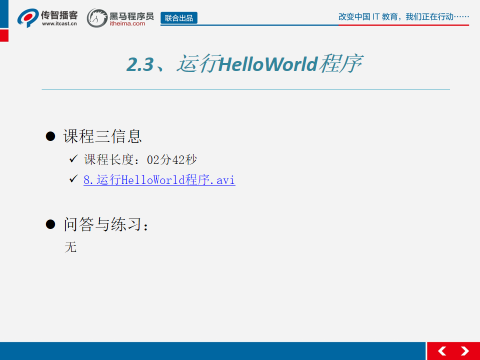 传智播客
www.itcast.cn
黑马程序员
itheima.com
联合出品
改变中国 IT 教育，我们正在行动……
2.3、运行HelloWorld程序
课程三信息
课程长度：02分42秒
8.运行HelloWorld程序.avi
问答与练习：
无